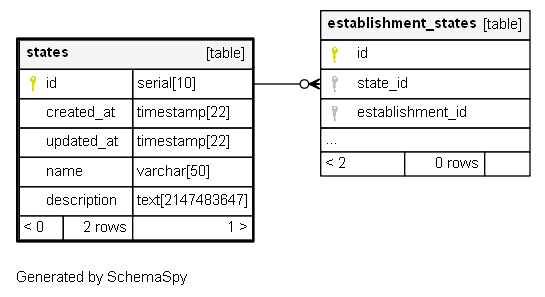 states [table]
id serial[10]
created_at timestamp[22]
updated_at timestamp[22]
name varchar[50]
description text[2147483647]
< 0 2 rows 1 >
establishment_states [table]
id
state_id
establishment_id
...
< 2 0 rows
Generated by SchemaSpy